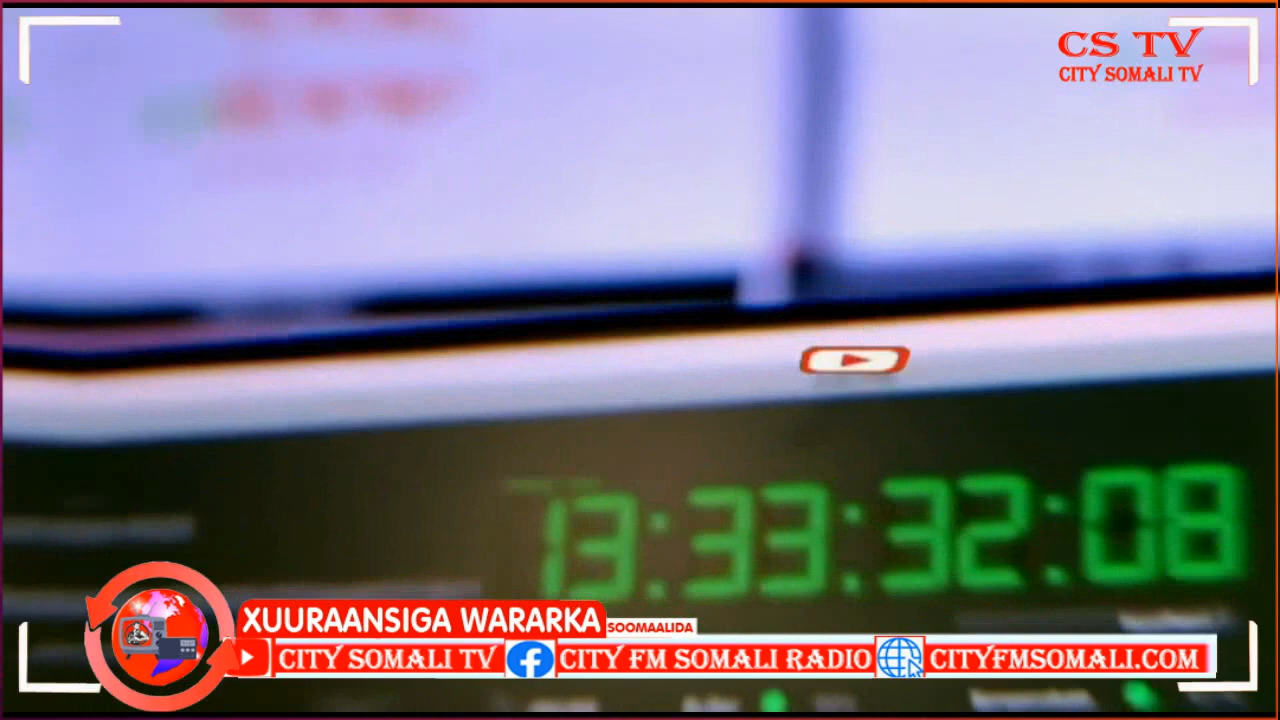 CS TV
CITY SOMALI TV
13:33:32:08
XUURAANSIGA WARARKA
SOOMAALIDA
CITY SOMALI TV CITY FM SOMALI RADIO CITYFMSOMALI.COM